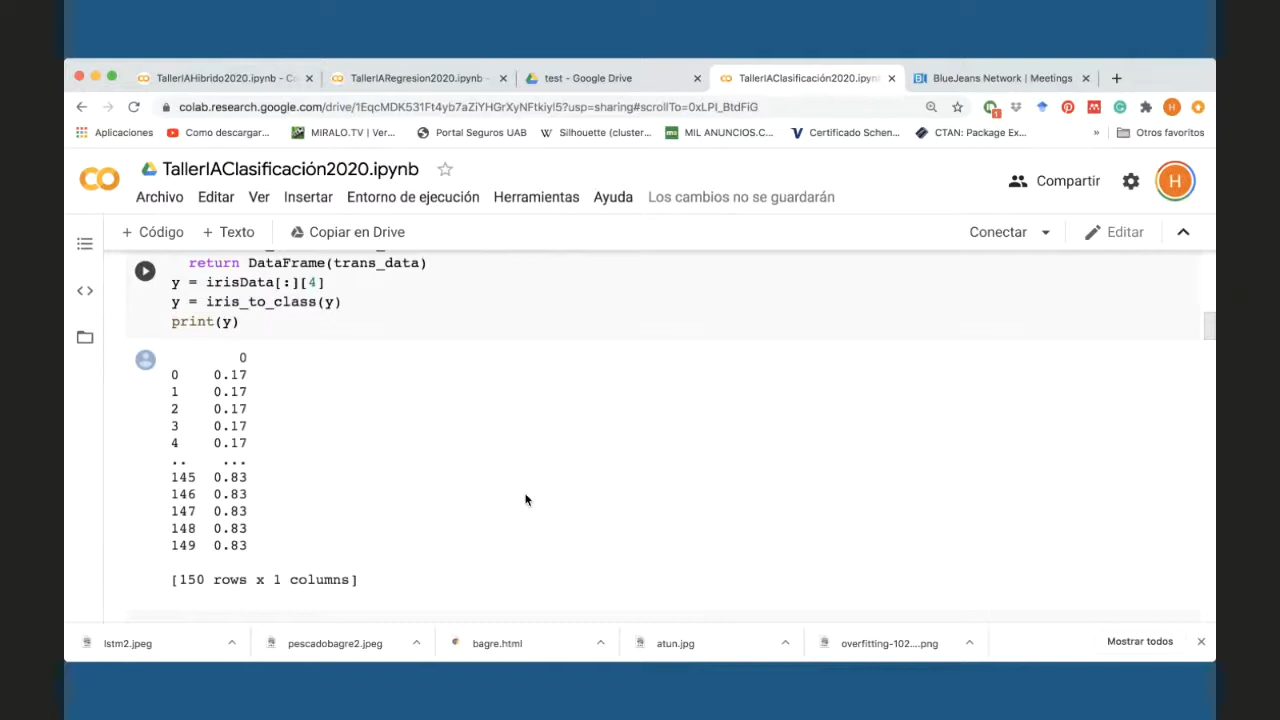 TallerIAHibrido2020.ipynb - Co
TallerIARegresion2020.ipynb -
test - Google Drive
TallerIAClasificación2020.ipynb
BlueJeans Network | Meetings
colab.research.google.com/drive/1EqcMDK531Ft4yb7aZiYHGrXyNFtkiyI5?usp=sharing#scrollTo=0xLPI_BtdFiG
Aplicaciones
Como descargar...
MIRALO.TV | Ver...
Portal Seguros UAB
Silhouette (cluster...
MIL ANUNCIOS.C...
Certificado Schen...
CTAN: Package Ex...
»
Otros favoritos
TallerIAClasificación2020.ipynb
Archivo Editar Ver Insertar Entorno de ejecución Herramientas Ayuda Los cambios no se guardarán
Compartir
H
+ Código + Texto Copiar en Drive
Conectar
Editar
return DataFrame(trans_data)
y = irisData[:][4]
y = iris_to_class(y)
print(y)
0
0 0.17
1 0.17
2 0.17
3 0.17
4 0.17
.. ...
145 0.83
146 0.83
147 0.83
148 0.83
149 0.83
[150 rows x 1 columns]
lstm2.jpeg
pescadobagre2.jpeg
bagre.html
atun.jpg
overfitting-102....png
Mostrar todos